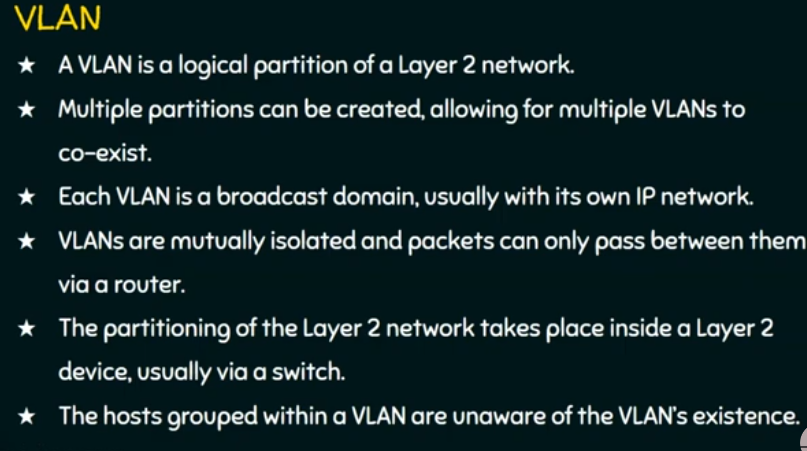 VLAN
★ A VLAN is a logical partition of a Layer 2 network.
★ Multiple partitions can be created, allowing for multiple VLANs to
co-exist.
★ Each VLAN is a broadcast domain, usually with its own IP network.
★ VLANs are mutually isolated and packets can only pass between them
via a router.
★ The partitioning of the Layer 2 network takes place inside a Layer 2
device, usually via a switch.
★ The hosts grouped within a VLAN are unaware of the VLAN's existence.